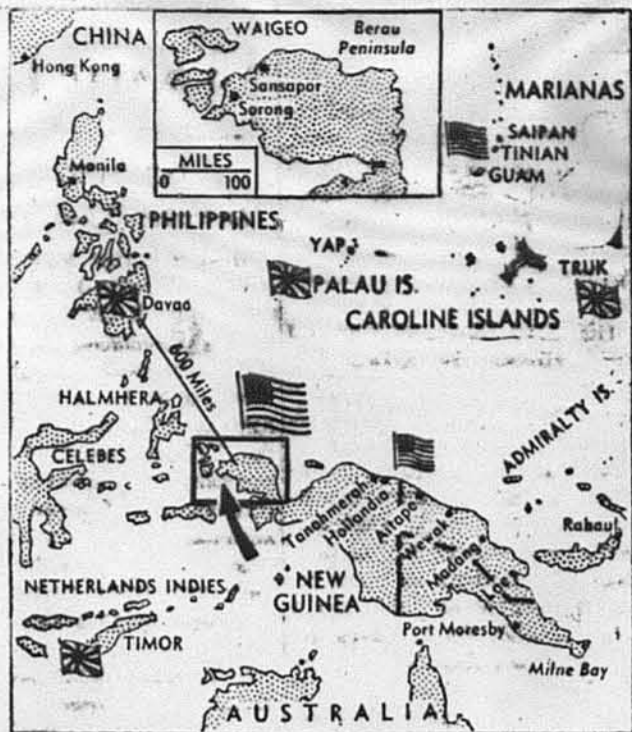 CHINA
Hong Kong
WAIGEO
Berau
Peninsula
Sansapor
Sorong
MILES
0 100
MARIANAS
SAIPAN
TINIAN
GUAM
Manila
PHILIPPINES
YAP
PALAU IS.
TRUK
CAROLINE ISLANDS
Davao
600 Miles
HALMHERA
CELEBES
ADMIRALTY IS.
Tanahmerah
Hollandia
Aitape
Wewak
Madang
Lae
Rabaul
NETHERLANDS INDIES
NEW
GUINEA
TIMOR
Port Moresby
Milne Bay
AUSTRALIA